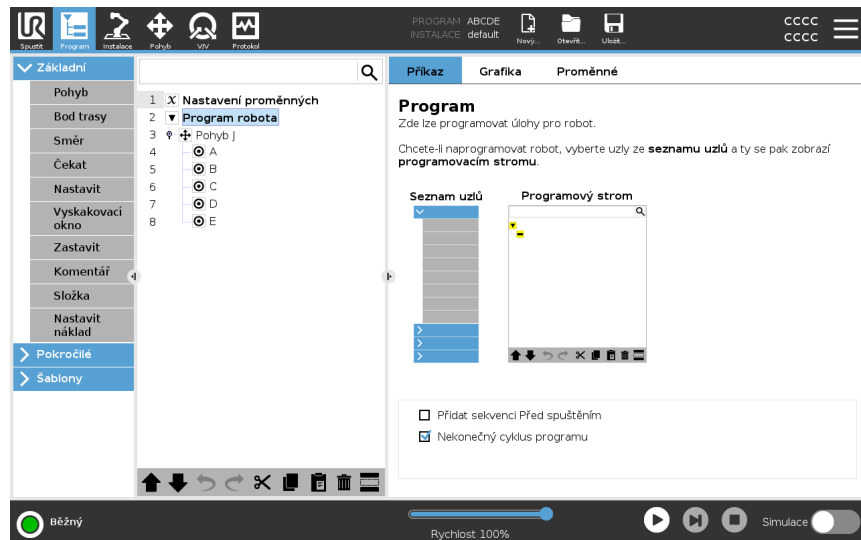 UR
Spustit
Program
Instalace
Pohyb
V/V
Protokol
PROGRAM ABCDE
INSTALACE default
Nový...
Otevřít...
Uložit...
cccc
cccc
Základní
Pohyb
Bod trasy
Směr
Čekat
Nastavit
Vyskakovací
okno
Zastavit
Komentář
Složka
Nastavit
náklad
Pokročilé
Šablony
1 X Nastavení proměnných
2 Program robota
3 Pohyb J
4 A
5 B
6 C
7 D
8 E
Příkaz
Grafika
Proměnné
Program
Zde lze programovat úlohy pro robot.
Chcete-li naprogramovat robot, vyberte uzly ze seznamu uzlů a ty se pak zobrazí
programovacím stromu.
Seznam uzlů
Programový strom
Přidat sekvenci Před spuštěním
Nekonečný cyklus programu
Běžný
Rychlost 100%
Simulace